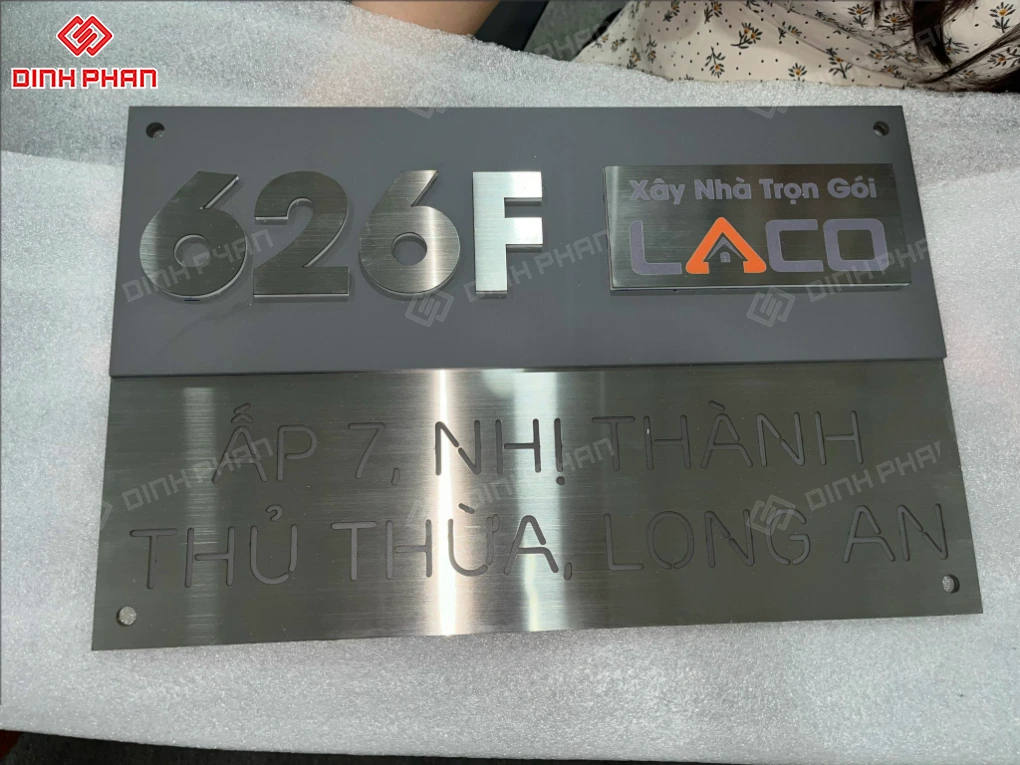 DINH PHAN
626F
Xây Nhà Trọn Gói
LACO
ẤP 7, NHỊ THÀNH
THỦ THỪA, LONG AN